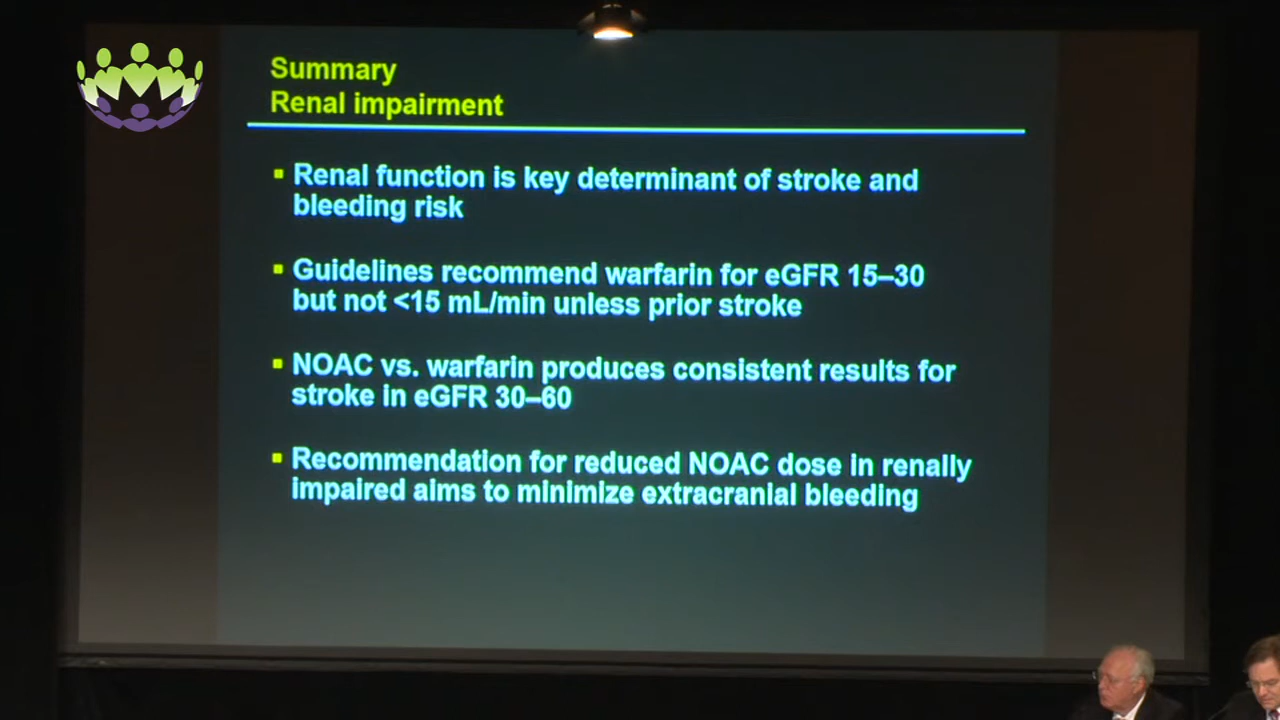 Summary
Renal impairment
▪ Renal function is key determinant of stroke and
bleeding risk
▪ Guidelines recommend warfarin for eGFR 15–30
but not <15 mL/min unless prior stroke
▪ NOAC vs. warfarin produces consistent results for
stroke in eGFR 30–60
▪ Recommendation for reduced NOAC dose in renally
impaired aims to minimize extracranial bleeding